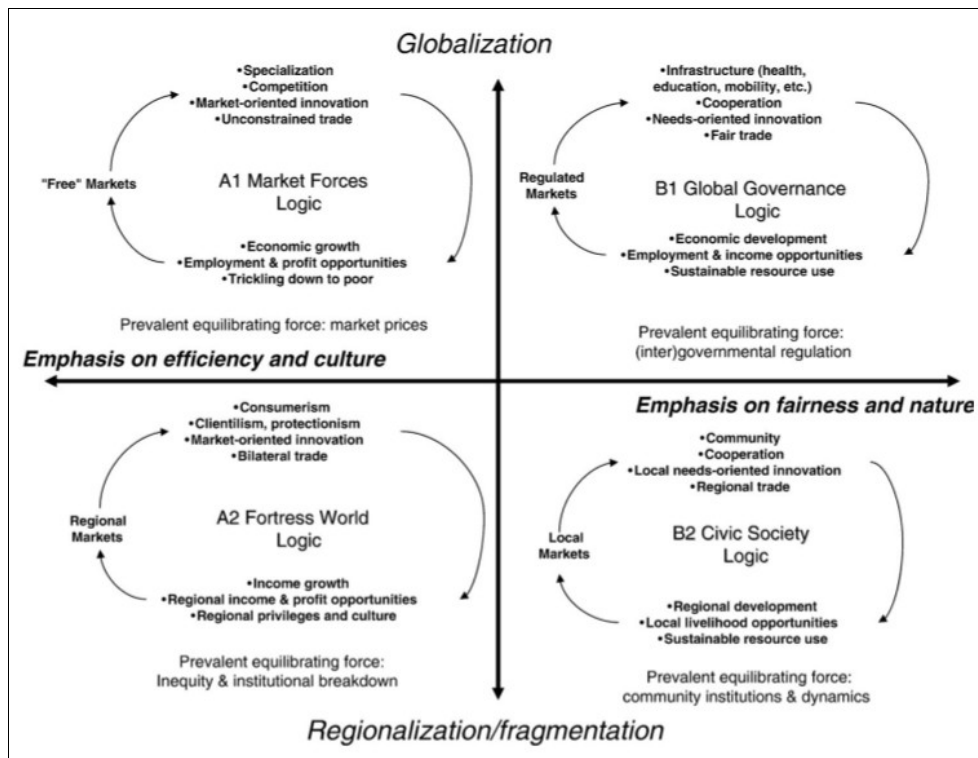 Globalization
•Specialization
•Competition
•Market-oriented innovation
•Unconstrained trade
"Free" Markets
A1 Market Forces
Logic
•Economic growth
•Employment & profit opportunities
•Trickling down to poor
Prevalent equilibrating force: market prices
•Infrastructure (health,
education, mobility, etc.)
•Cooperation
•Needs-oriented innovation
•Fair trade
Regulated
Markets
B1 Global Governance
Logic
•Economic development
•Employment & income opportunities
•Sustainable resource use
Prevalent equilibrating force:
(inter)governmental regulation
Emphasis on efficiency and culture
Emphasis on fairness and nature
•Consumerism
•Clientilism, protectionism
•Market-oriented innovation
•Bilateral trade
Regional
Markets
A2 Fortress World
Logic
•Income growth
•Regional income & profit opportunities
•Regional privileges and culture
Prevalent equilibrating force:
Inequity & institutional breakdown
•Community
•Cooperation
•Local needs-oriented innovation
•Regional trade
Local
Markets
B2 Civic Society
Logic
•Regional development
•Local livelihood opportunities
•Sustainable resource use
Prevalent equilibrating force:
community institutions & dynamics
Regionalization/fragmentation